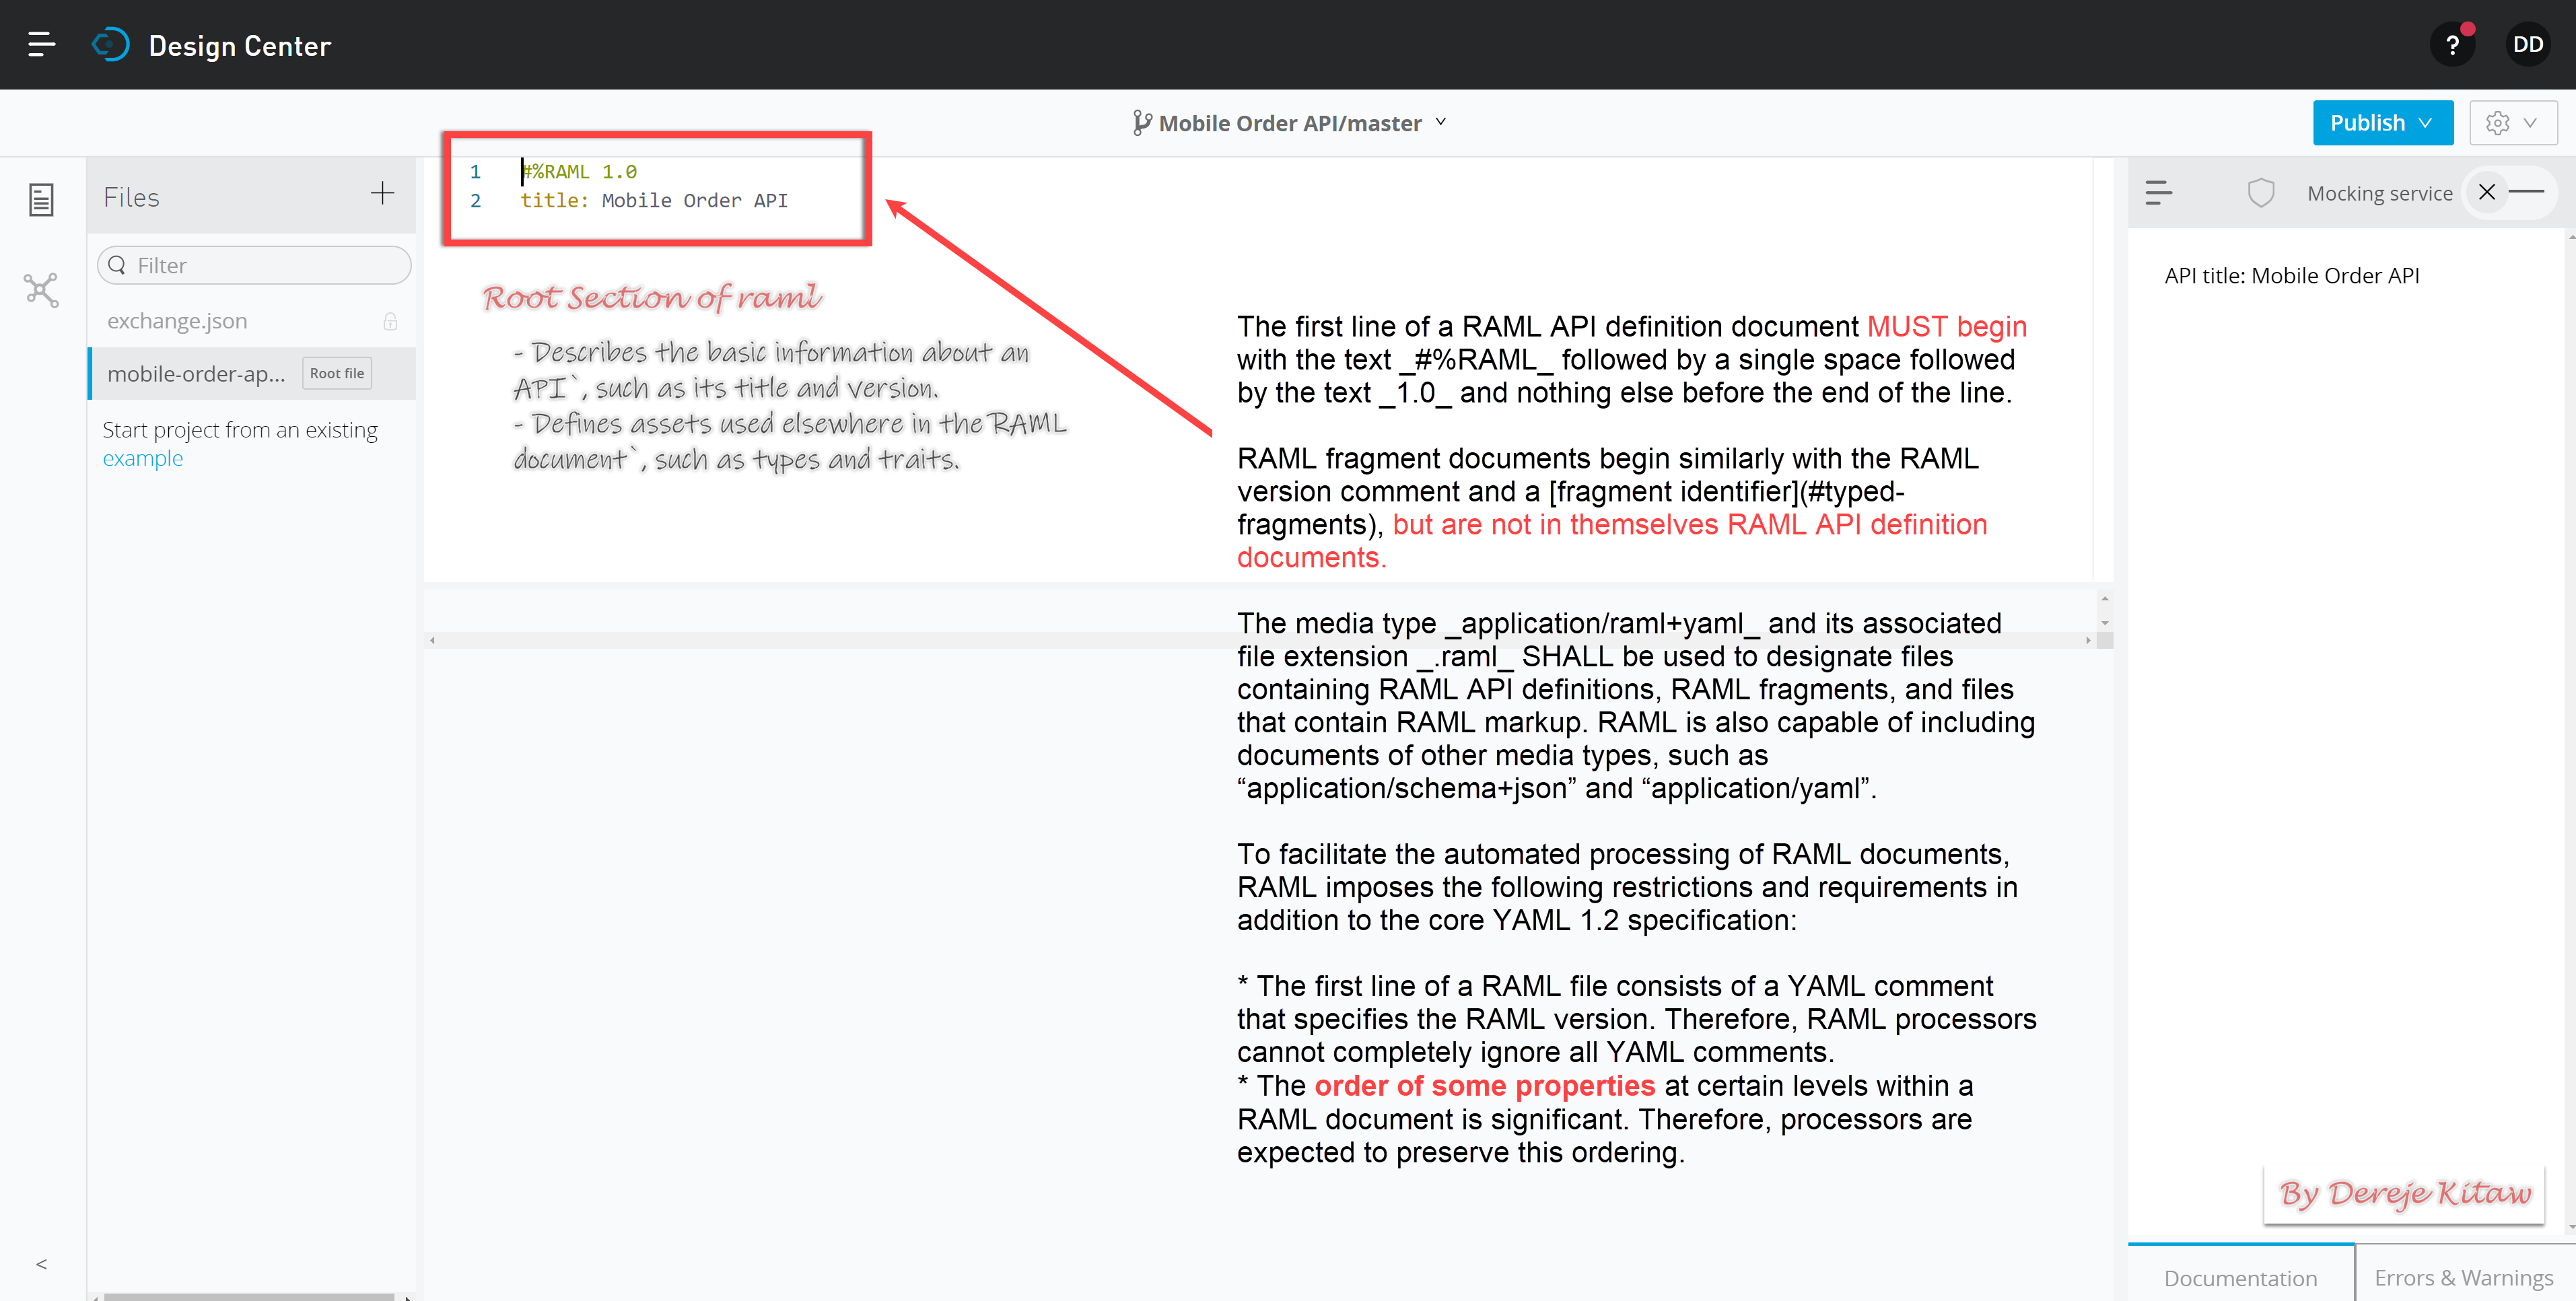 Design Center
?
DD
Mobile Order API/master
Publish
Files
Filter
exchange.json
mobile-order-ap... Root file
Start project from an existing
example
1 #%RAML 1.0
2 title: Mobile Order API
Root Section of raml
- Describes the basic information about an
API`, such as its title and version.
- Defines assets used elsewhere in the RAML
document`, such as types and traits.
The first line of a RAML API definition document MUST begin
with the text _#%RAML_ followed by a single space followed
by the text _1.0_ and nothing else before the end of the line.
RAML fragment documents begin similarly with the RAML
version comment and a [fragment identifier](#typed-
fragments), but are not in themselves RAML API definition
documents.
The media type _application/raml+yaml_ and its associated
file extension _.raml_ SHALL be used to designate files
containing RAML API definitions, RAML fragments, and files
that contain RAML markup. RAML is also capable of including
documents of other media types, such as
“application/schema+json” and “application/yaml”.
To facilitate the automated processing of RAML documents,
RAML imposes the following restrictions and requirements in
addition to the core YAML 1.2 specification:
* The first line of a RAML file consists of a YAML comment
that specifies the RAML version. Therefore, RAML processors
cannot completely ignore all YAML comments.
* The order of some properties at certain levels within a
RAML document is significant. Therefore, processors are
expected to preserve this ordering.
Mocking service
API title: Mobile Order API
By Dereje Kitaw
Documentation
Errors & Warnings